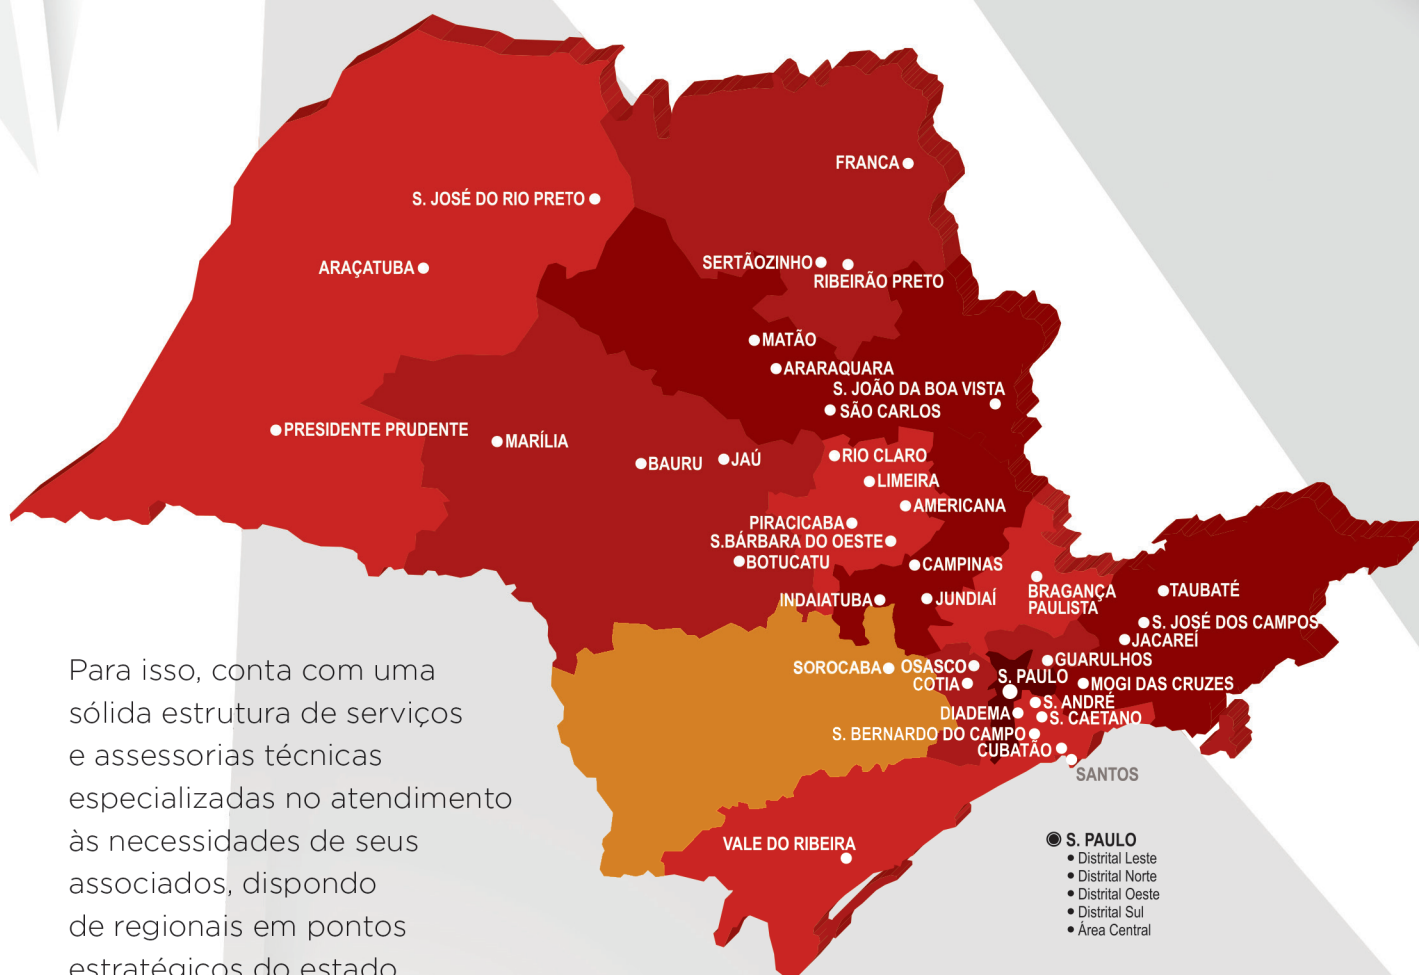 FRANCA
S. JOSÉ DO RIO PRETO
SERTÃOZINHO
ARAÇATUBA
RIBEIRÃO PRETO
MATÃO
ARARAQUARA
S. JOÃO DA BOA VISTA
SÃO CARLOS
PRESIDENTE PRUDENTE
MARÍLIA
BAURU
JAÚ
RIO CLARO
LIMEIRA
AMERICANA
PIRACICABA
S.BÁRBARA DO OESTE
BOTUCATU
CAMPINAS
INDAIATUBA
JUNDIAÍ
BRAGANÇA
PAULISTA
TAUBATÉ
S. JOSÉ DOS CAMPOS
JACAREÍ
GUARULHOS
SOROCABA
OSASCO
COTIA
S. PAULO
MOGI DAS CRUZES
S. ANDRÉ
DIADEMA
S. CAETANO
S. BERNARDO DO CAMPO
CUBATÃO
SANTOS
VALE DO RIBEIRA
Para isso, conta com uma
sólida estrutura de serviços
e assessorias técnicas
especializadas no atendimento
às necessidades de seus
associados, dispondo
de regionais em pontos
estratégicos do estado
S. PAULO
• Distrital Leste
• Distrital Norte
• Distrital Oeste
• Distrital Sul
• Área Central